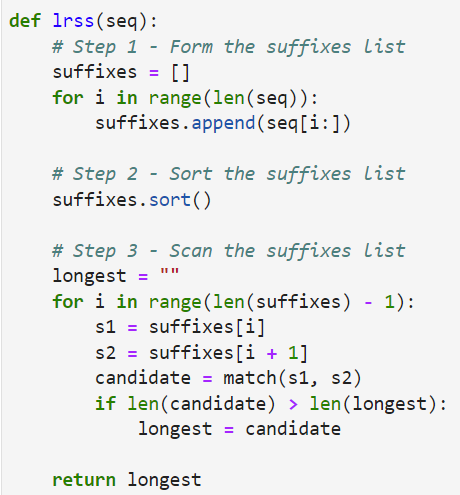 def lrss(seq):
    # Step 1 - Form the suffixes list
    suffixes = []
    for i in range(len(seq)):
        suffixes.append(seq[i:])
    # Step 2 - Sort the suffixes list
    suffixes.sort()
    # Step 3 - Scan the suffixes list
    longest = ""
    for i in range(len(suffixes) - 1):
        s1 = suffixes[i]
        s2 = suffixes[i + 1]
        candidate = match(s1, s2)
        if len(candidate) > len(longest):
            longest = candidate
    return longest